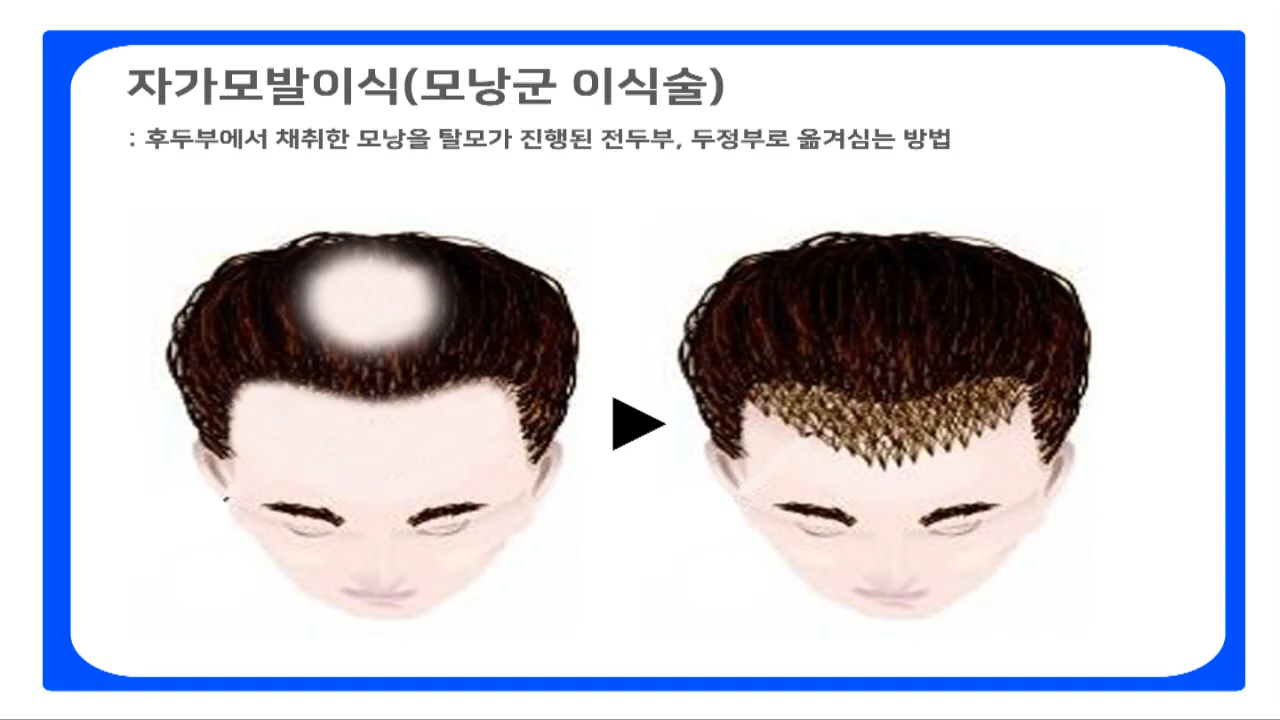 자가모발이식(모낭군 이식술)
: 후두부에서 채취한 모낭을 탈모가 진행된 전두부, 두정부로 옮겨심는 방법